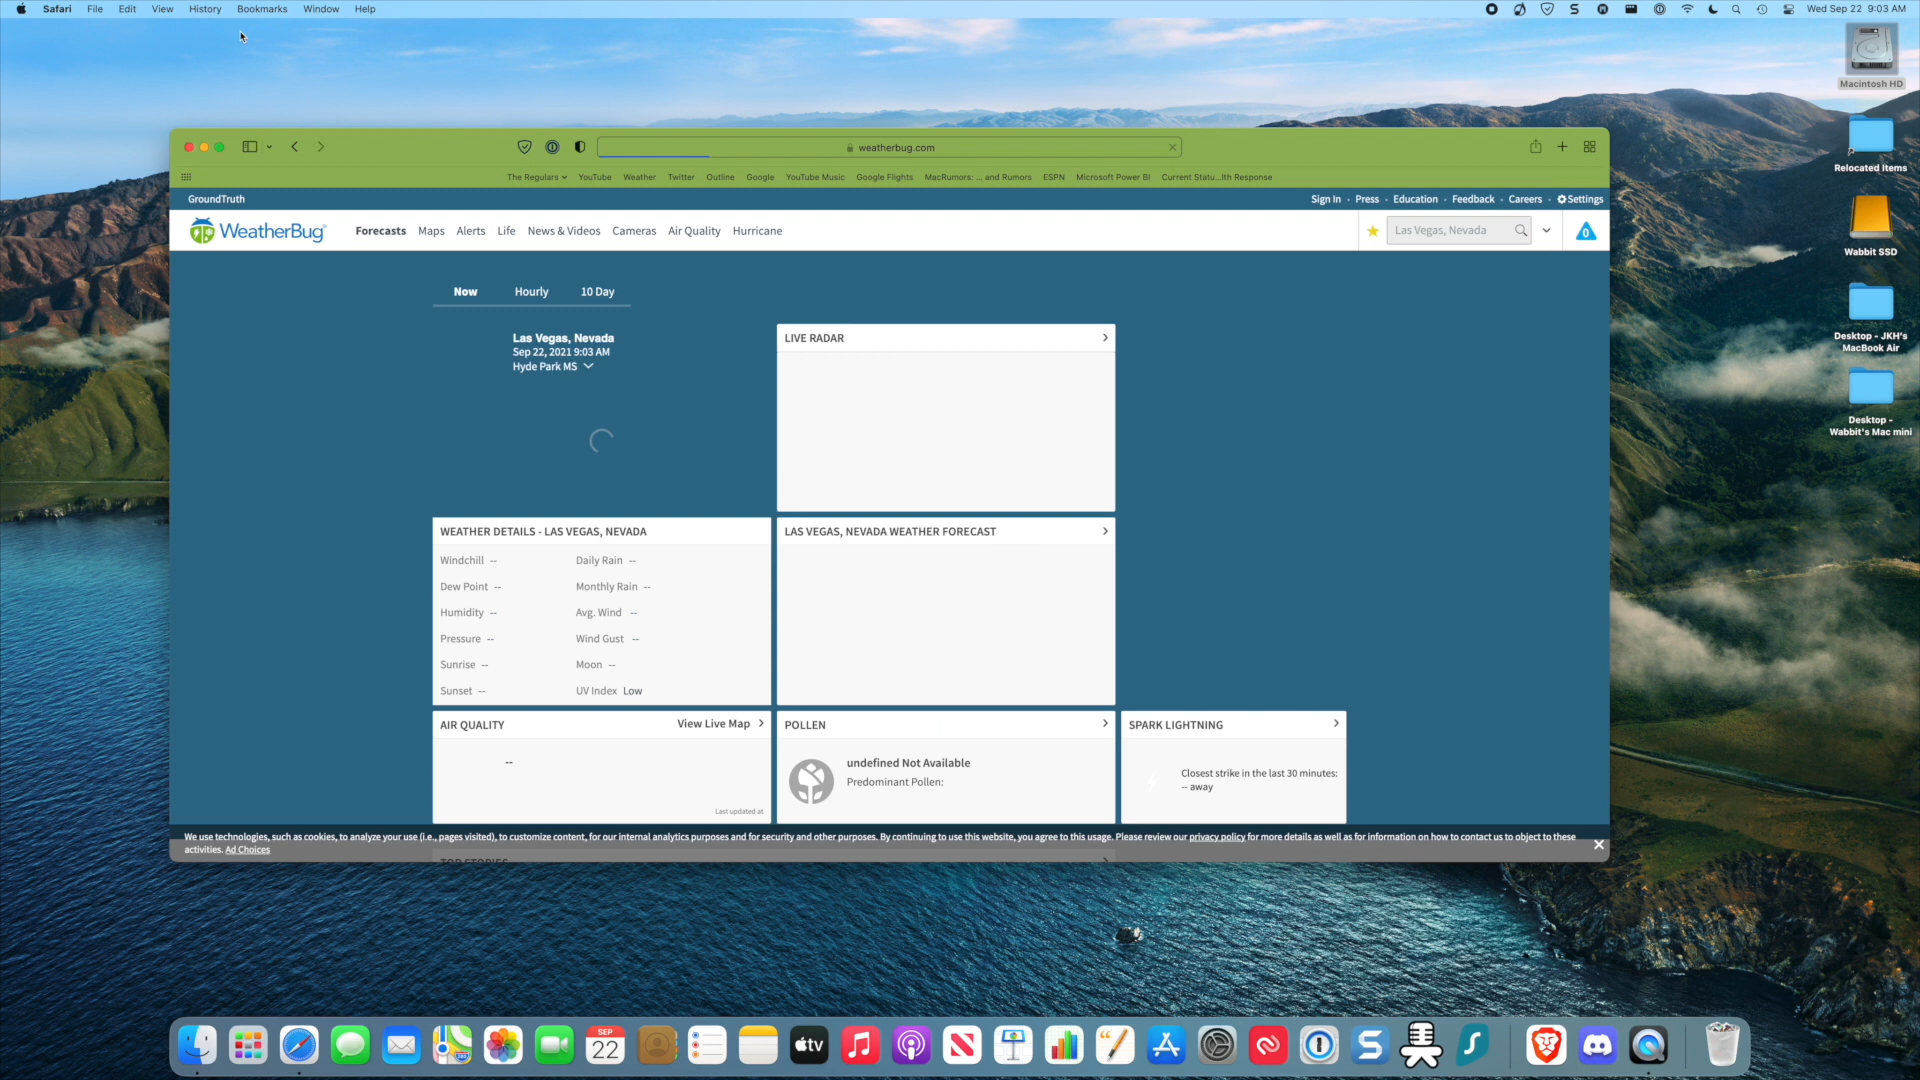 Safari File Edit View History Bookmarks Window Help
Wed Sep 22 9:03 AM
Macintosh HD
Relocated Items
Wabbit SSD
Desktop - JKH's
MacBook Air
Desktop -
Wabbit's Mac mini
weatherbug.com
The Regulars YouTube Weather Twitter Outline Google YouTube Music Google Flights MacRumors: ... and Rumors ESPN Microsoft Power BI Current Statu...lth Response
GroundTruth
Sign In Press Education Feedback Careers Settings
WeatherBug
Forecasts Maps Alerts Life News & Videos Cameras Air Quality Hurricane
Las Vegas, Nevada
0
Now Hourly 10 Day
Las Vegas, Nevada
Sep 22, 2021 9:03 AM
Hyde Park MS
LIVE RADAR
WEATHER DETAILS - LAS VEGAS, NEVADA
Windchill -- Daily Rain --
Dew Point -- Monthly Rain --
Humidity -- Avg. Wind --
Pressure -- Wind Gust --
Sunrise -- Moon --
Sunset -- UV Index Low
LAS VEGAS, NEVADA WEATHER FORECAST
AIR QUALITY View Live Map
--
Last updated at
POLLEN
undefined Not Available
Predominant Pollen:
SPARK LIGHTNING
Closest strike in the last 30 minutes:
-- away
We use technologies, such as cookies, to analyze your use (i.e., pages visited), to customize content, for our internal analytics purposes and for security and other purposes. By continuing to use this website, you agree to this usage. Please review our privacy policy for more details as well as for information on how to contact us to object to these
activities. Ad Choices
TOP STORIES
SEP
22
tv